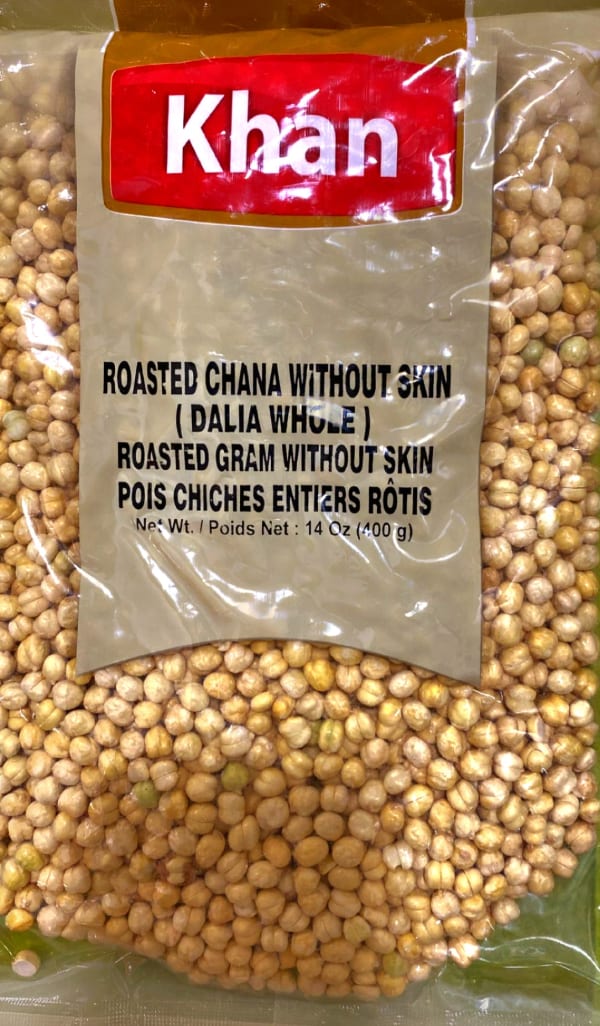 Khan
ROASTED CHANA WiTHOUT SKIN
( DALIA WHOLE )
ROASTED GRAM WITHOUT SKIN
POIS CHICHES ENTIERS RÔTIS
Net Wt. / Poids Net : 14 Oz (400 g)